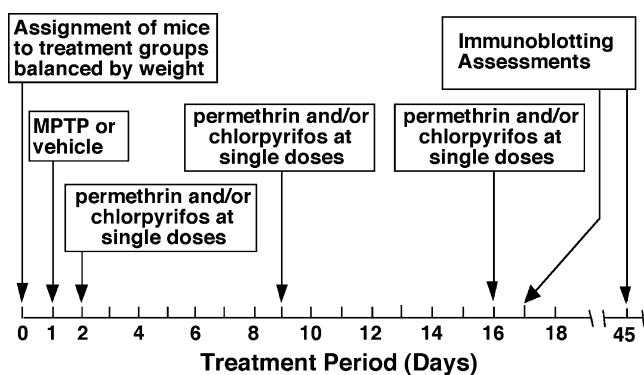 Assignment of mice
to treatment groups
balanced by weight
Immunoblotting
Assessments
MPTP or
vehicle
permethrin and/or
chlorpyrifos at
single doses
permethrin and/or
chlorpyrifos at
single doses
permethrin and/or
chlorpyrifos at
single doses
0 1 2 4 6 8 10 12 14 16 18 45
Treatment Period (Days)